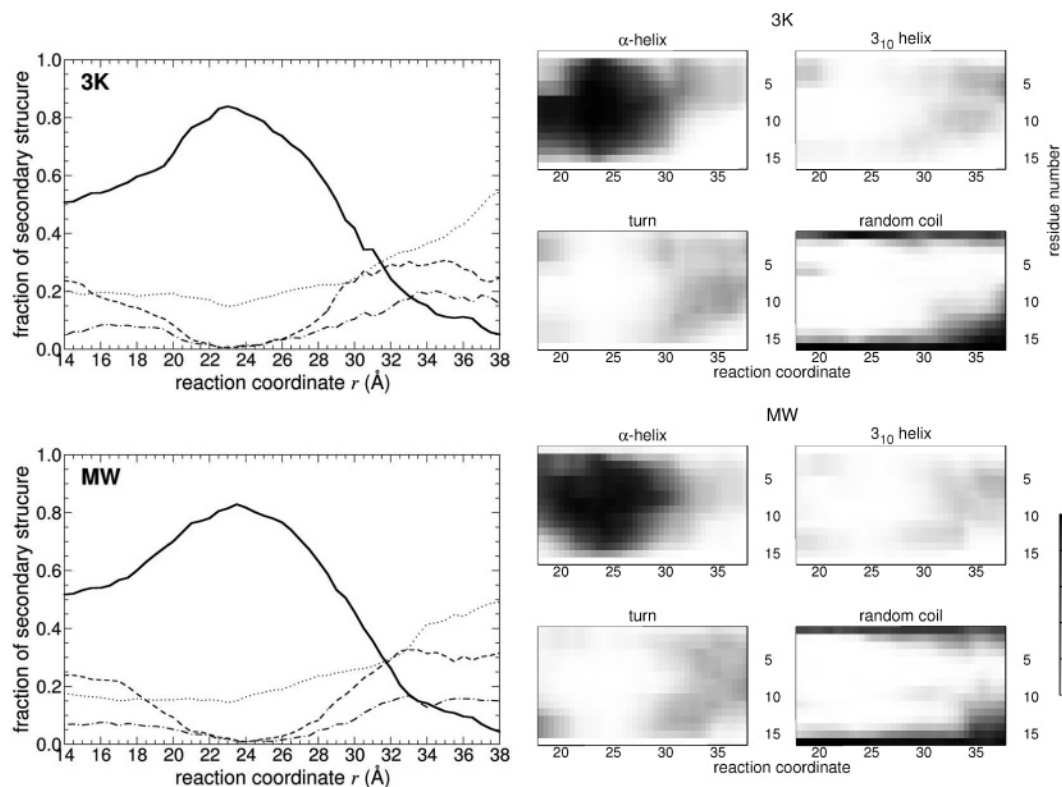 3K
fraction of secondary strucure
1.0
0.8
0.6
0.4
0.2
0.0
14 16 18 20 22 24 26 28 30 32 34 36 38
reaction coordinate r (Å)
3K
α-helix
3₁₀ helix
5
10
15
20 25 30 35
20 25 30 35
residue number
turn
random coil
5
10
15
20 25 30 35
20 25 30 35
reaction coordinate
MW
fraction of secondary strucure
1.0
0.8
0.6
0.4
0.2
0.0
14 16 18 20 22 24 26 28 30 32 34 36 38
reaction coordinate r (Å)
MW
α-helix
3₁₀ helix
5
10
15
20 25 30 35
20 25 30 35
turn
random coil
5
10
15
20 25 30 35
20 25 30 35
reaction coordinate